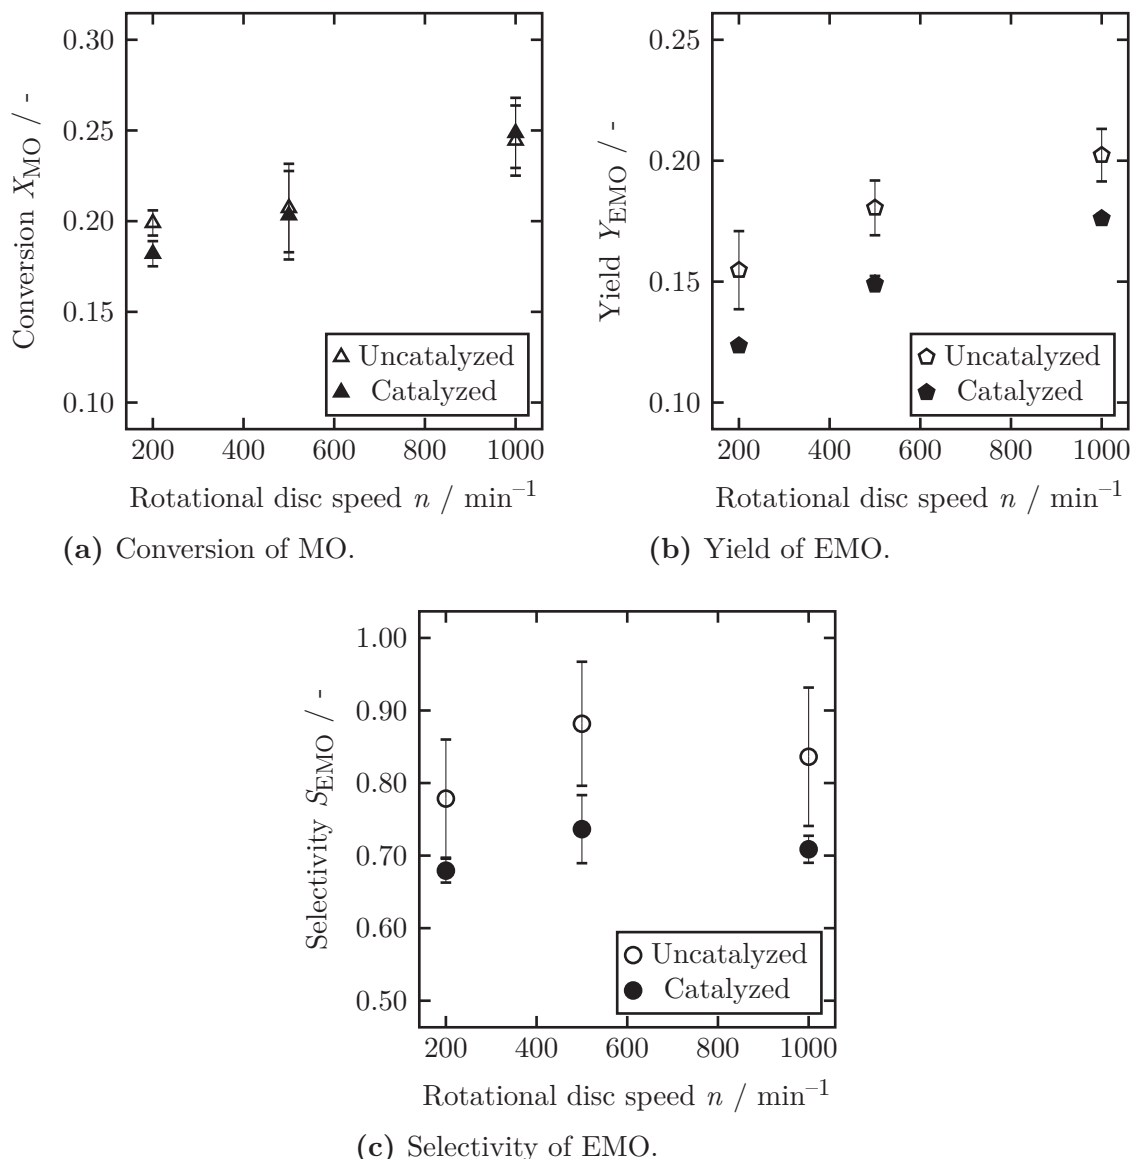 0.30
0.25
0.20
0.15
0.10
Conversion X_MO / -
Uncatalyzed
Catalyzed
200 400 600 800 1000
Rotational disc speed n / min⁻¹
(a) Conversion of MO.
0.25
0.20
0.15
0.10
Yield Y_EMO / -
Uncatalyzed
Catalyzed
200 400 600 800 1000
Rotational disc speed n / min⁻¹
(b) Yield of EMO.
1.00
0.90
0.80
0.70
0.60
0.50
Selectivity S_EMO / -
Uncatalyzed
Catalyzed
200 400 600 800 1000
Rotational disc speed n / min⁻¹
(c) Selectivity of EMO.